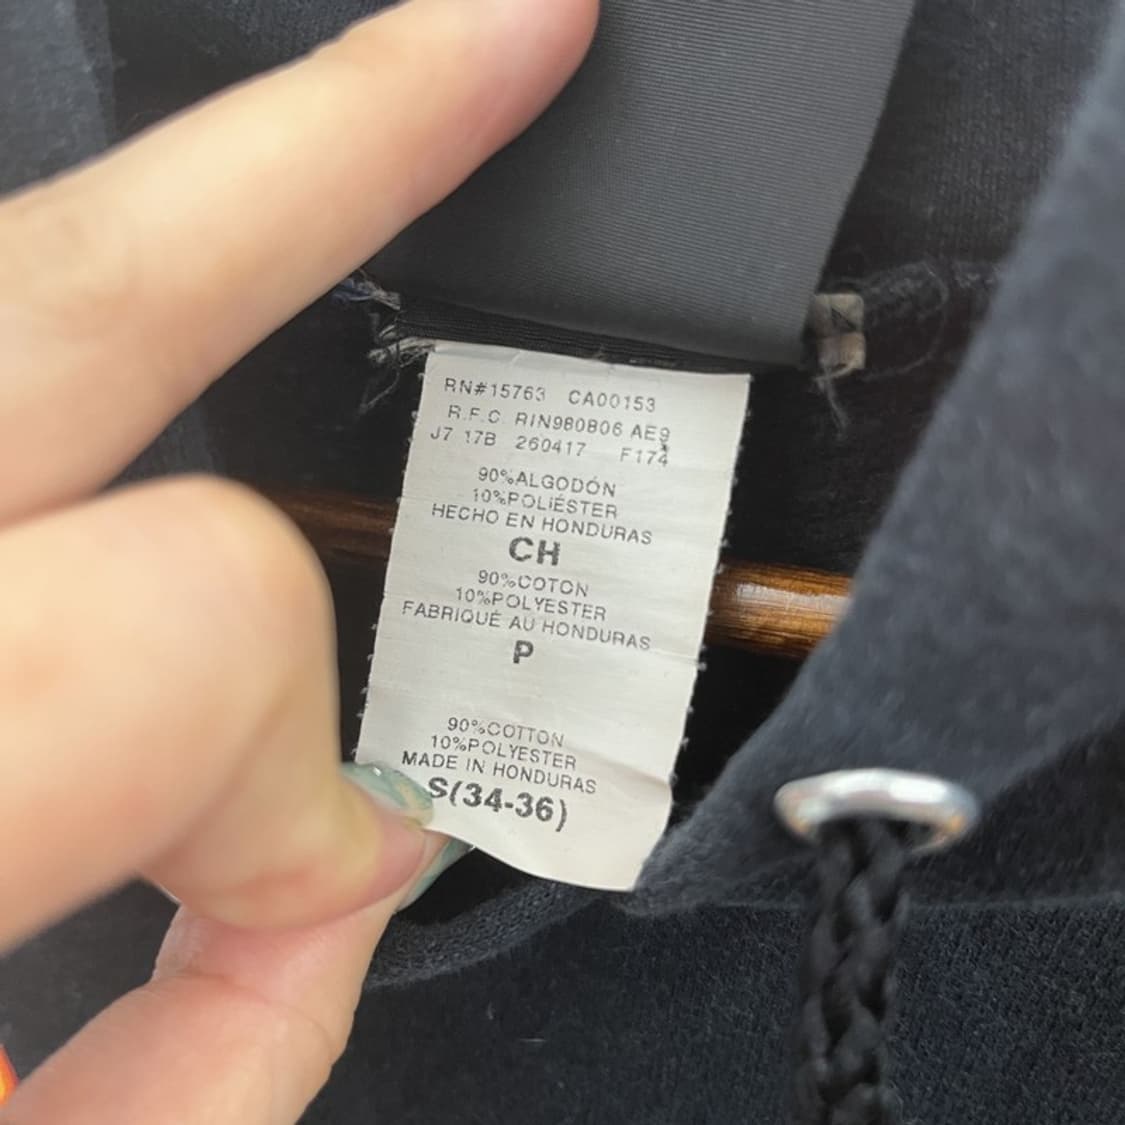 RN#15763 CA00153
R.F.C. RIN980806 AE9
J7 17B 260417 F174
90%ALGODÓN
10%POLIÉSTER
HECHO EN HONDURAS
CH
90%COTON
10%POLYESTER
FABRIQUÉ AU HONDURAS
P
90%COTTON
10%POLYESTER
MADE IN HONDURAS
S(34-36)